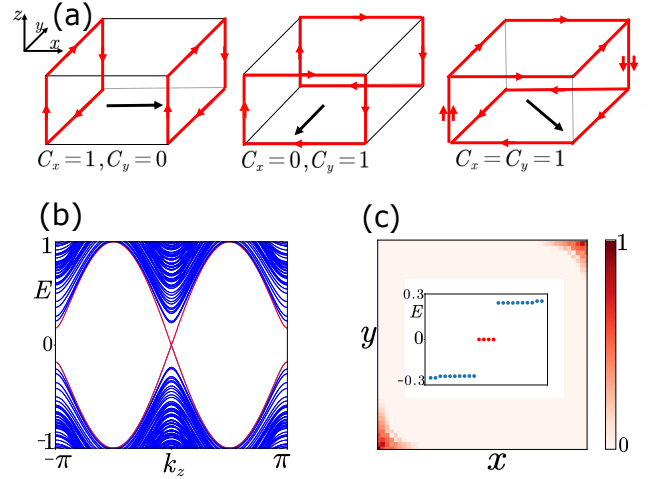 (a)
z
y
x
C_x = 1, C_y = 0
C_x = 0, C_y = 1
C_x = C_y = 1
(b)
1
E
0
-1
-π
k_z
π
(c)
y
0.3
E
0
-0.3
x
1
0